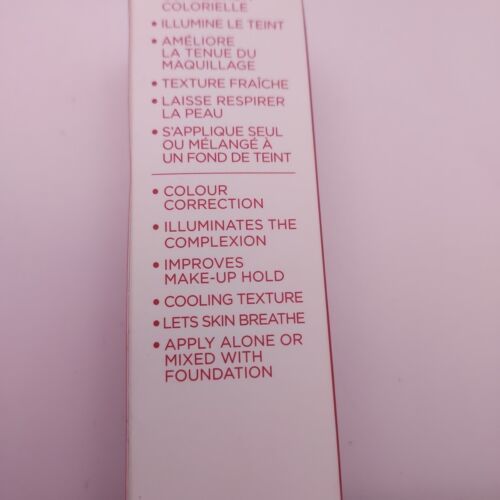 COLORIELLE
• ILLUMINE LE TEINT
• AMÉLIORE
LA TENUE DU
MAQUILLAGE
• TEXTURE FRAÎCHE
• LAISSE RESPIRER
LA PEAU
• S'APPLIQUE SEUL
OU MÉLANGÉ À
UN FOND DE TEINT
• COLOUR
CORRECTION
• ILLUMINATES THE
COMPLEXION
• IMPROVES
MAKE-UP HOLD
• COOLING TEXTURE
• LETS SKIN BREATHE
• APPLY ALONE OR
MIXED WITH
FOUNDATION